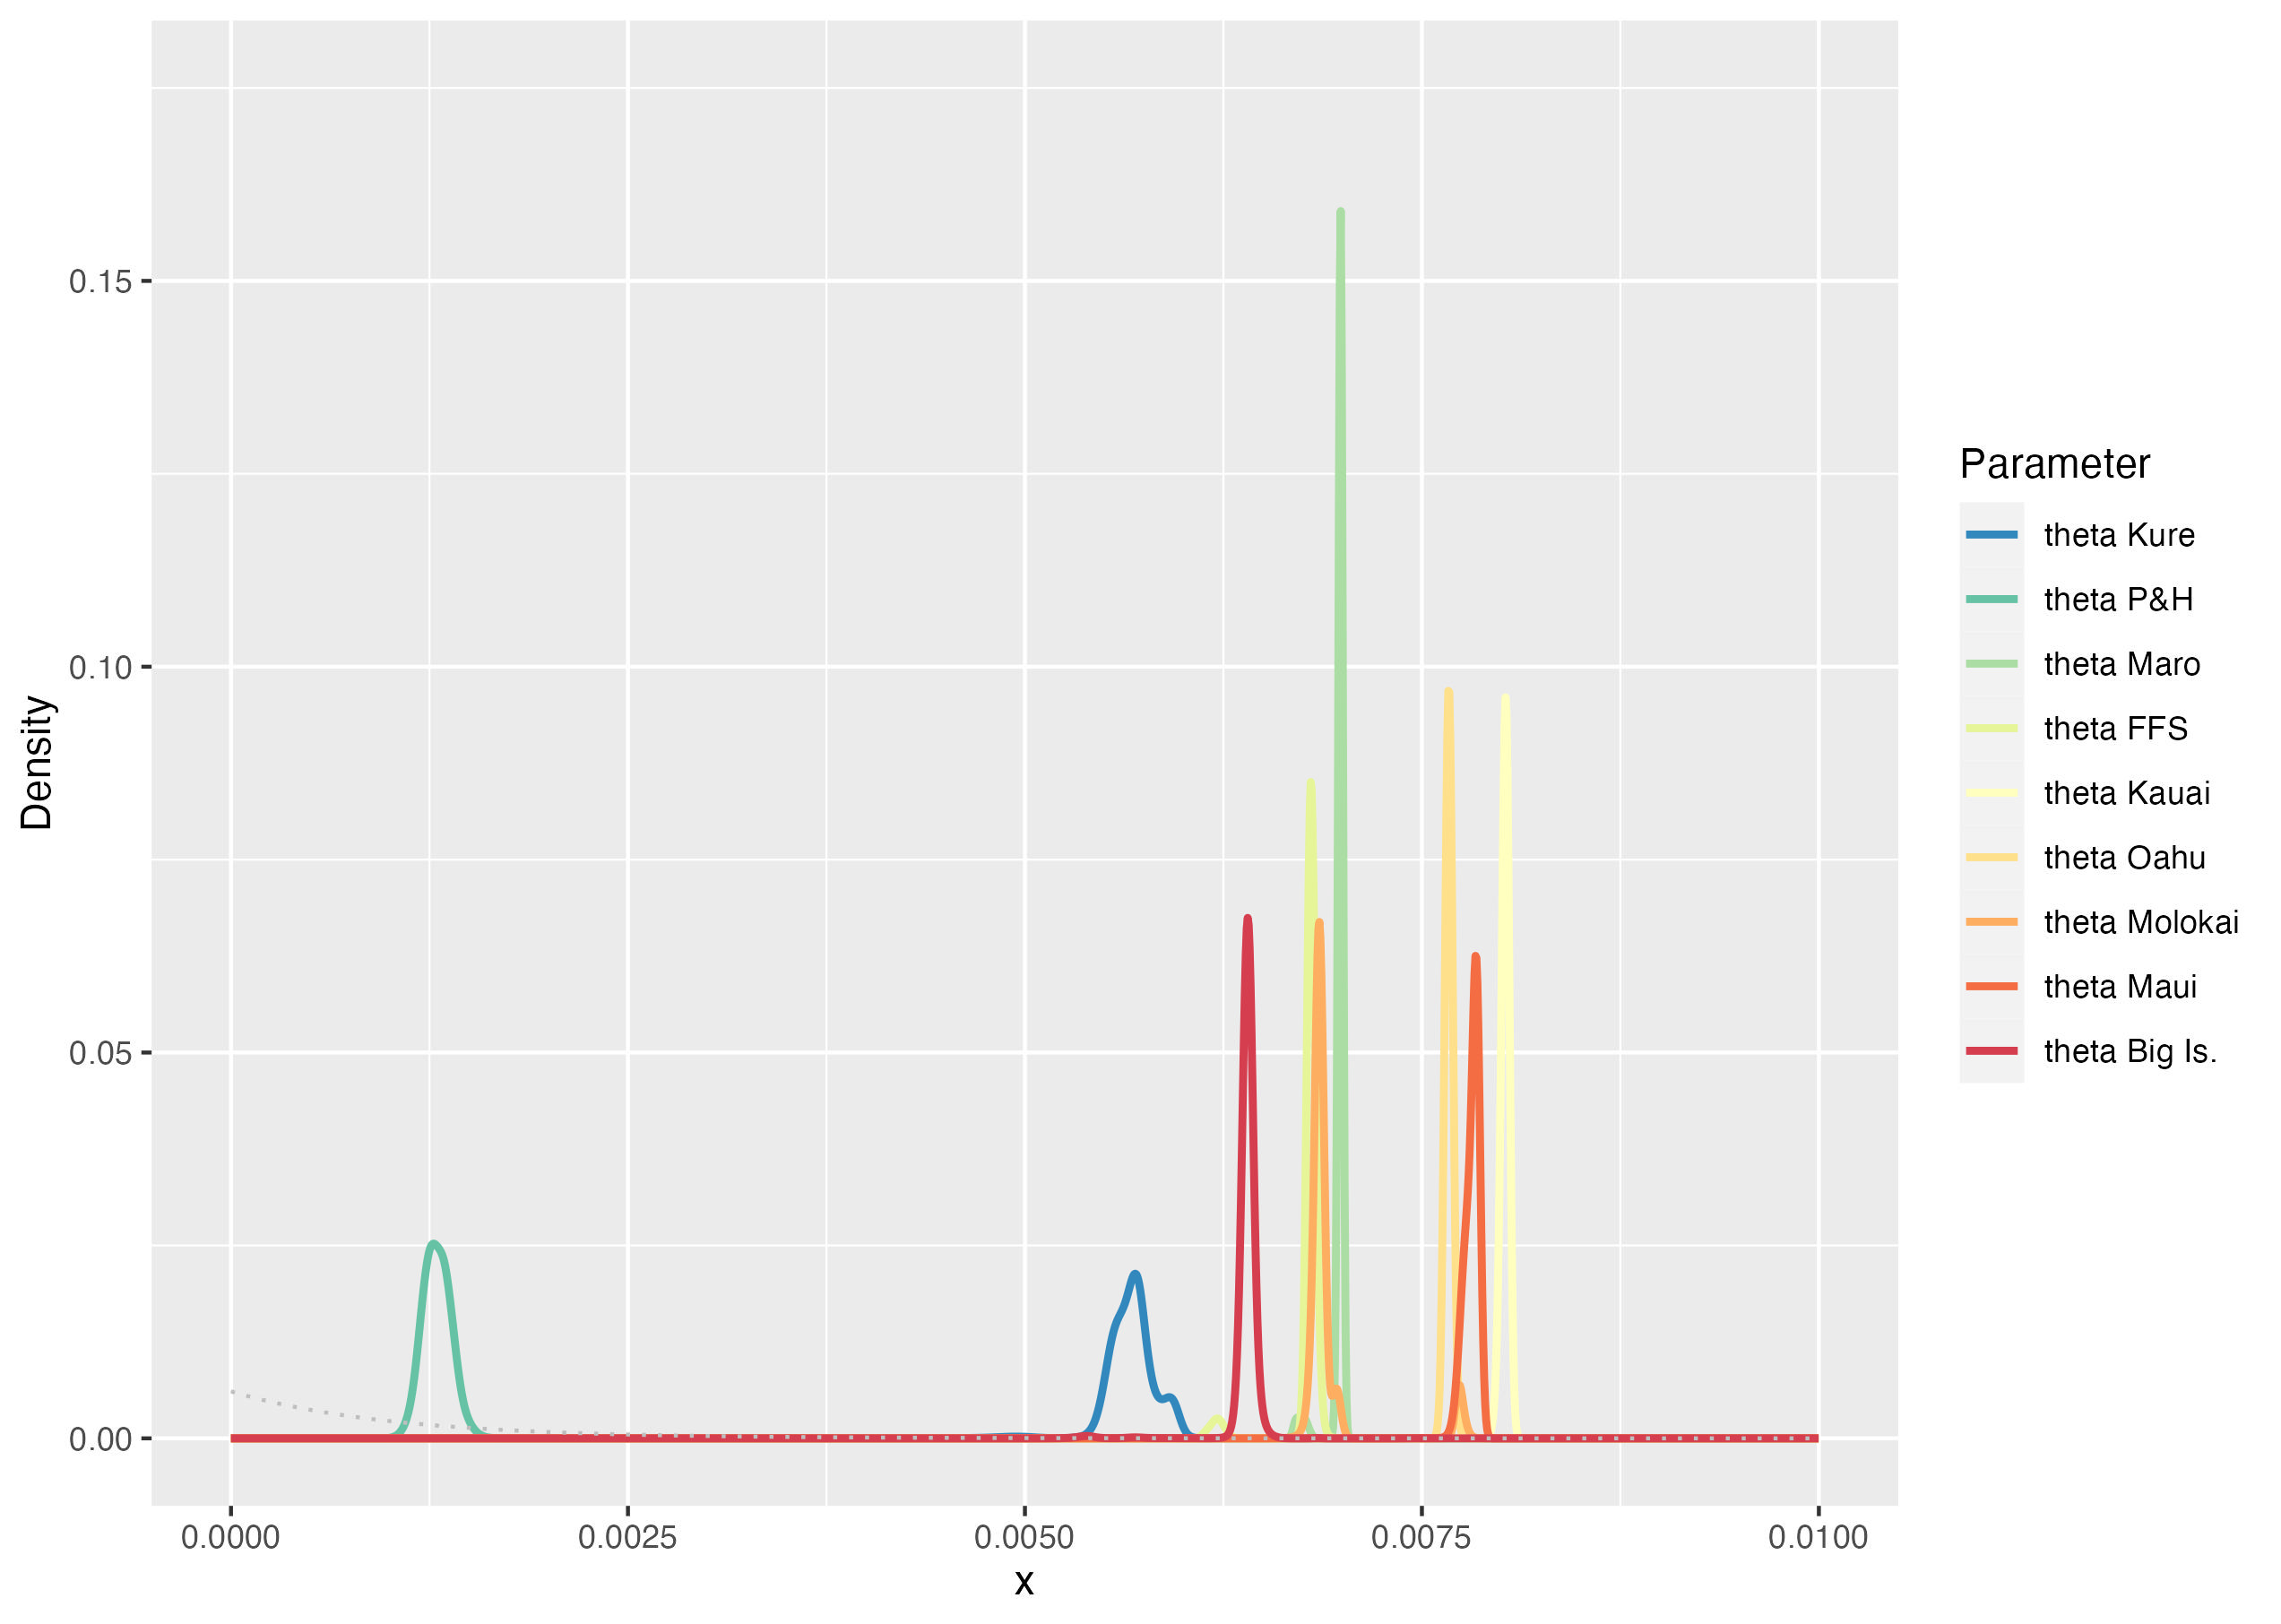 0.15
0.10
0.05
0.00
Density
0.0000 0.0025 0.0050 0.0075 0.0100
x
Parameter
theta Kure
theta P&H
theta Maro
theta FFS
theta Kauai
theta Oahu
theta Molokai
theta Maui
theta Big Is.